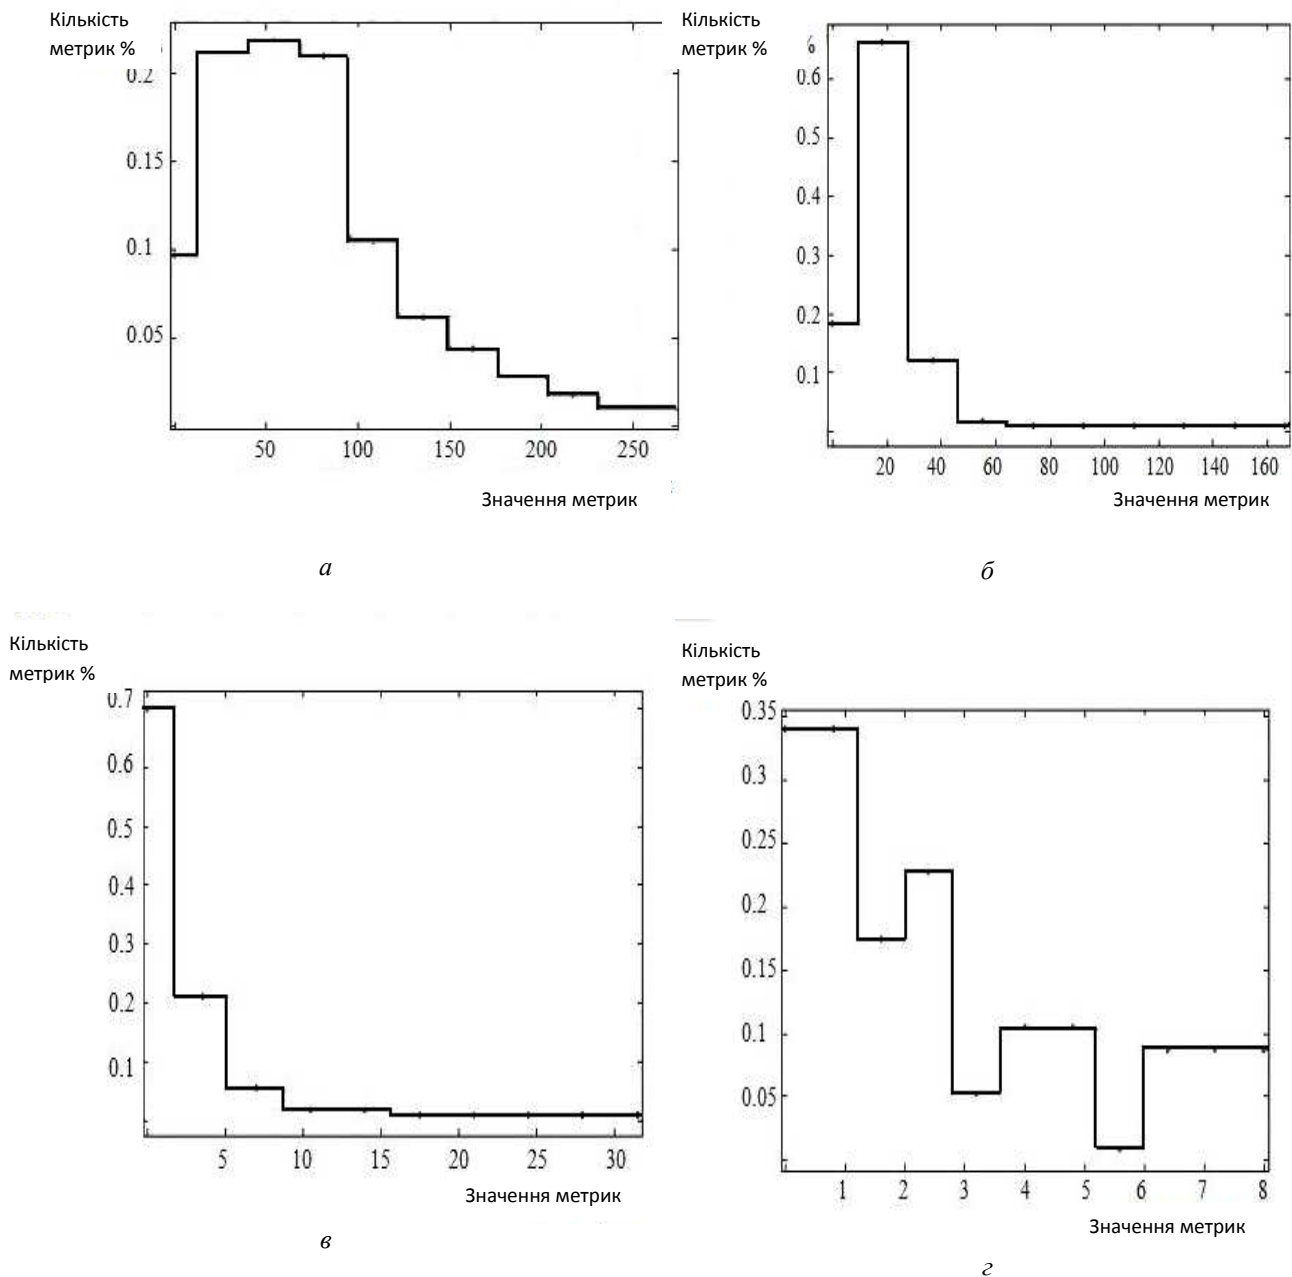 Кількість
метрик %
0.2
0.15
0.1
0.05
50 100 150 200 250
Значення метрик
а
Кількість
метрик %
6
0.6
0.5
0.4
0.3
0.2
0.1
20 40 60 80 100 120 140 160
Значення метрик
б
Кількість
метрик %
0.7
0.6
0.5
0.4
0.3
0.2
0.1
5 10 15 20 25 30
Значення метрик
в
Кількість
метрик %
0.35
0.3
0.25
0.2
0.15
0.1
0.05
1 2 3 4 5 6 7 8
Значення метрик
г